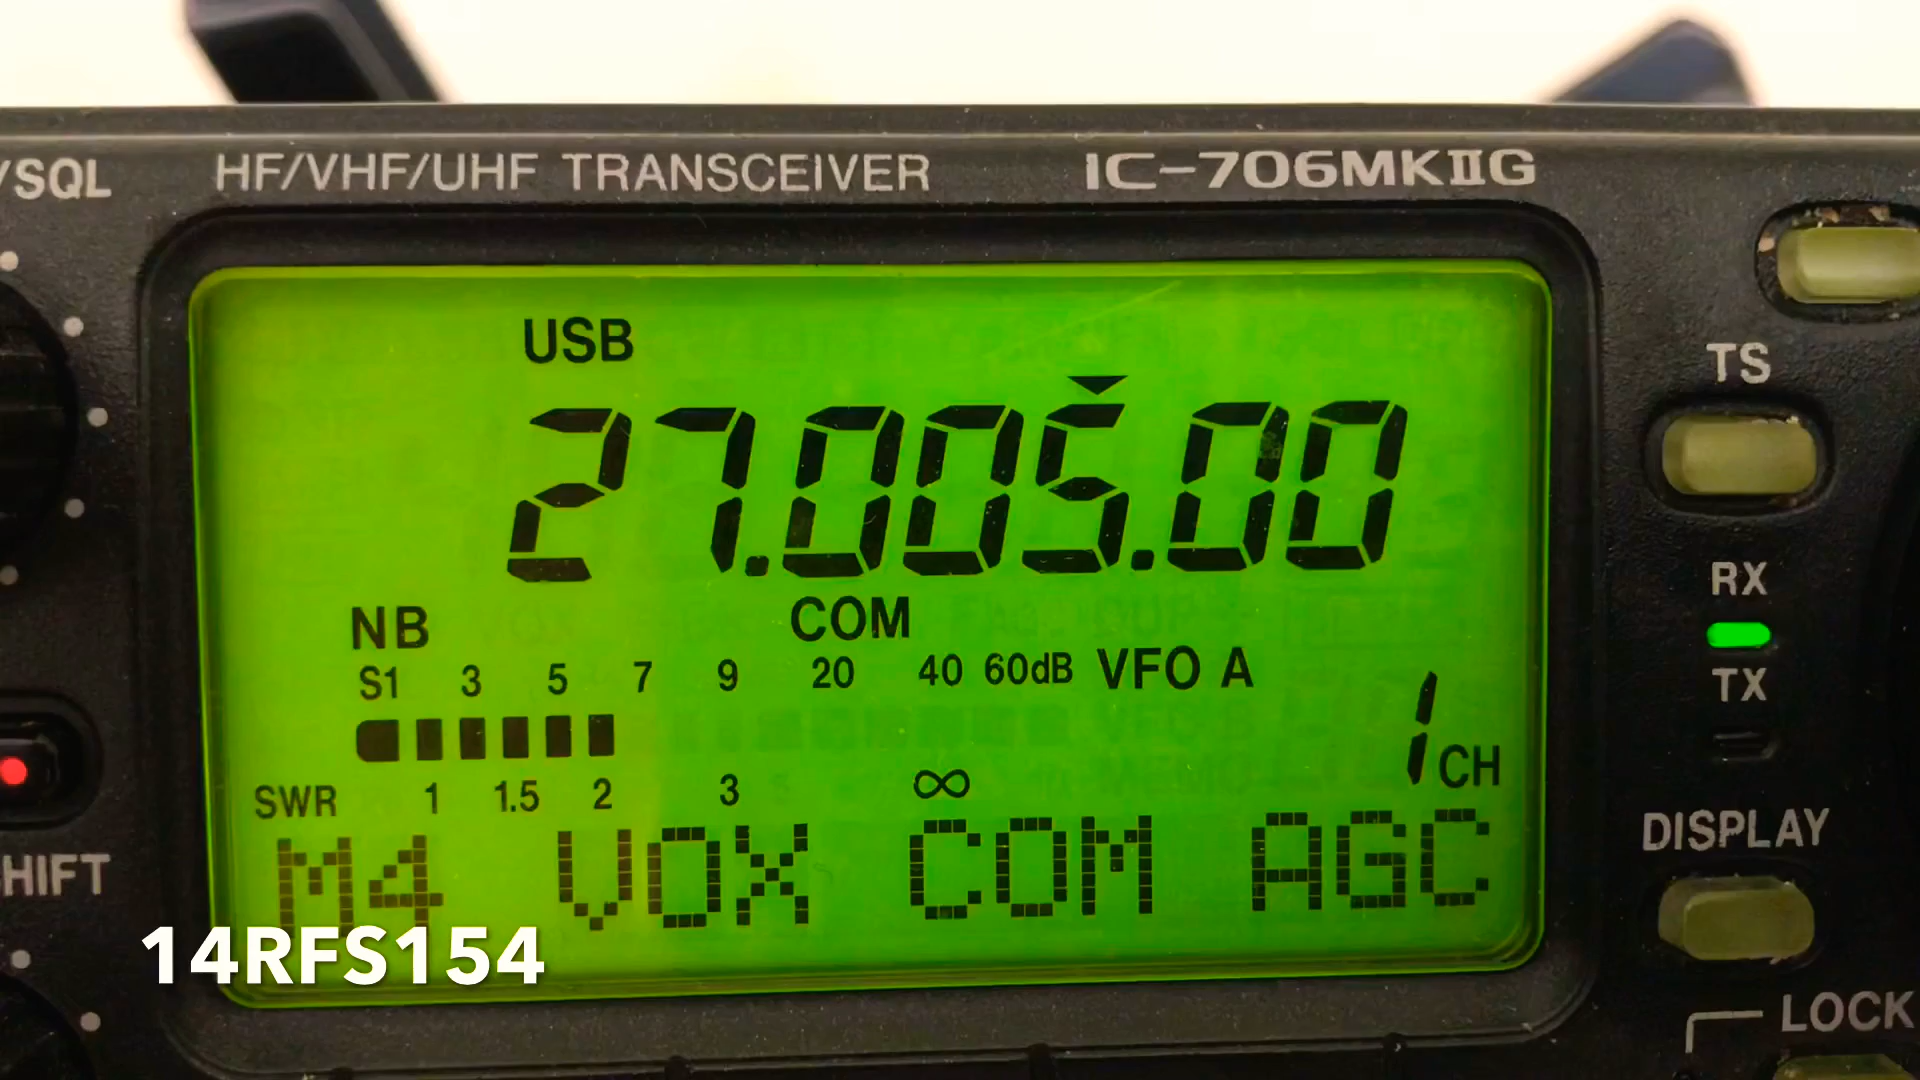 /SQL
HF/VHF/UHF TRANSCEIVER IC-706MKIIG
USB
27.005.00
TS
NB COM
RX
S1 3 5 7 9 20 40 60dB VFO A
TX
1 CH
SWR 1 1.5 2 3 ∞
M4 VOX COM AGC
DISPLAY
HIFT
14RFS154
LOCK